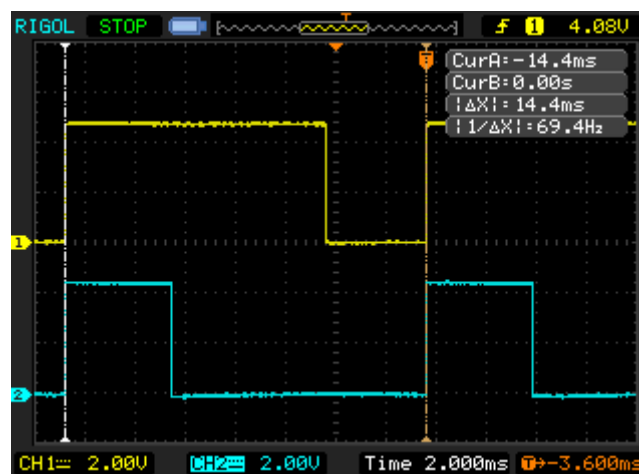 RIGOL STOP T f 1 4.08V
T
CurA:-14.4ms
CurB:0.00s
|ΔX|:14.4ms
|1/ΔX|:69.4Hz
1
2
CH1 2.00V CH2 2.00V Time 2.000ms T→-3.600ms